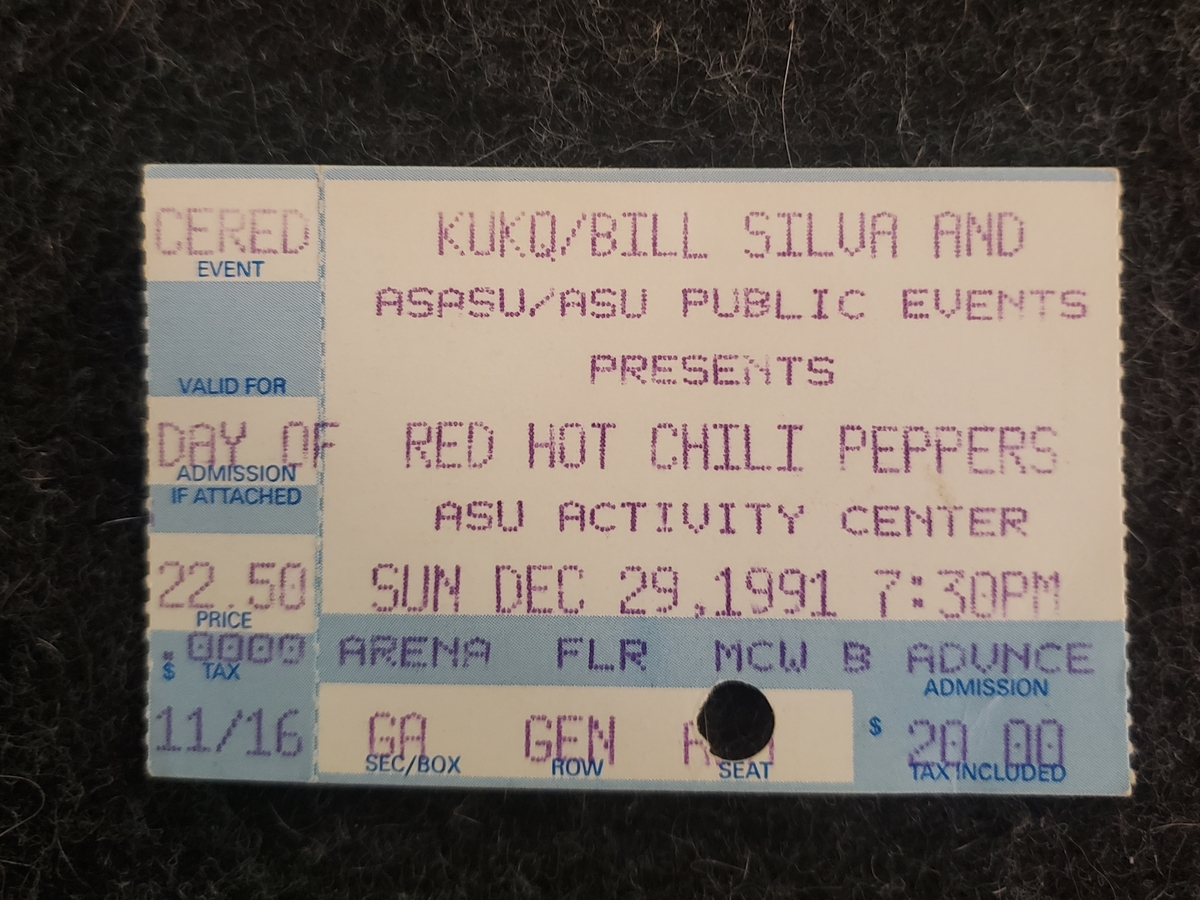 CERED
EVENT
VALID FOR
DAY OF
ADMISSION
IF ATTACHED
22.50
PRICE
.0000
$ TAX
11/16
KUKQ/BILL SILVA AND
ASASU/ASU PUBLIC EVENTS
PRESENTS
RED HOT CHILI PEPPERS
ASU ACTIVITY CENTER
SUN DEC 29,1991 7:30PM
ARENA FLR MCW B ADVNCE
ADMISSION
GA GEN $ 20.00
SEC/BOX ROW SEAT TAX INCLUDED